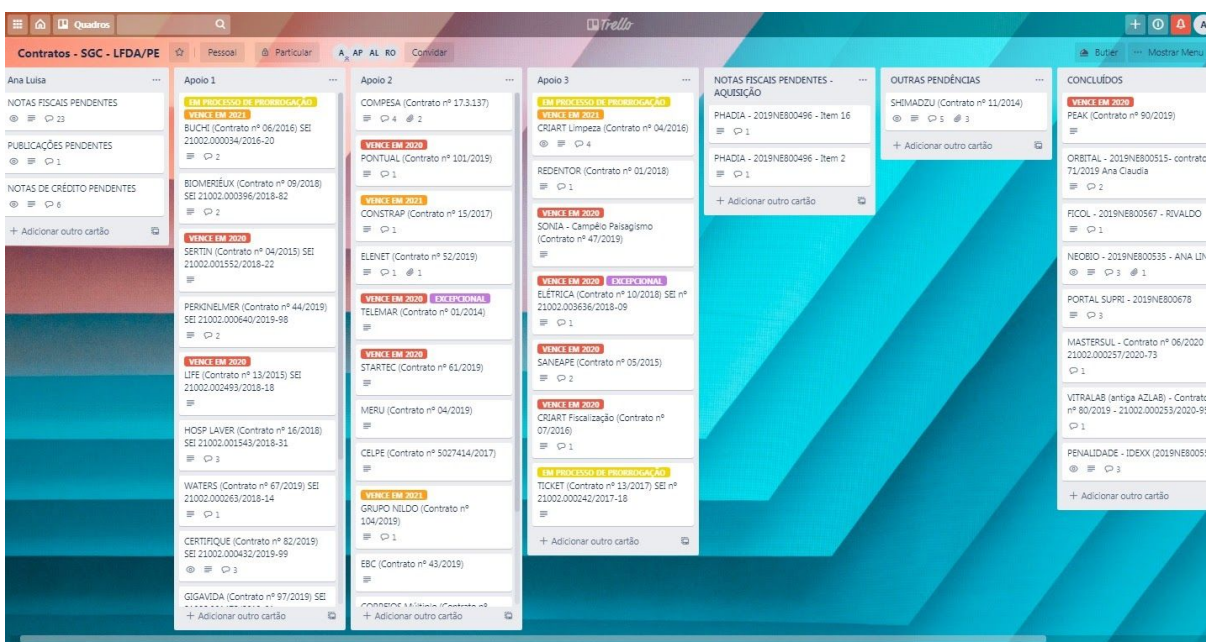 Quadros
Trello
Contratos - SGC - LFDA/PE
Pessoal
Particular
A AP AL RO
Convidar
Butler
Mostrar Menu
Ana Luisa
NOTAS FISCAIS PENDENTES
23
PUBLICAÇÕES PENDENTES
1
NOTAS DE CRÉDITO PENDENTES
6
+ Adicionar outro cartão
Apoio 1
EM PROCESSO DE PRORROGAÇÃO
VENCE EM 2021
BUCHI (Contrato nº 06/2016) SEI
21002.000034/2016-20
2
BIOMERIÉUX (Contrato nº 09/2018)
SEI 21002.000396/2018-82
2
VENCE EM 2020
SERTIN (Contrato nº 04/2015) SEI
21002.001552/2018-22
PERKINELMER (Contrato nº 44/2019)
SEI 21002.000640/2019-98
2
VENCE EM 2020
LIFE (Contrato nº 13/2015) SEI
21002.002493/2018-18
HOSP LAVER (Contrato nº 16/2018)
SEI 21002.001543/2018-31
3
WATERS (Contrato nº 67/2019) SEI
21002.000263/2018-14
1
CERTIFIQUE (Contrato nº 82/2019)
SEI 21002.000432/2019-99
3
GIGAVIDA (Contrato nº 97/2019) SEI
+ Adicionar outro cartão
Apoio 2
COMPESA (Contrato nº 17.3.137)
4 2
VENCE EM 2020
PONTUAL (Contrato nº 101/2019)
1
VENCE EM 2021
CONSTRAP (Contrato nº 15/2017)
1
ELENET (Contrato nº 52/2019)
1 1
VENCE EM 2020 EXCEPCIONAL
TELEMAR (Contrato nº 01/2014)
VENCE EM 2020
STARTEC (Contrato nº 61/2019)
MERU (Contrato nº 04/2019)
CELPE (Contrato nº 5027414/2017)
VENCE EM 2021
GRUPO NILDO (Contrato nº
104/2019)
1
EBC (Contrato nº 43/2019)
CORREIOS Múltiplo (Contrato nº
+ Adicionar outro cartão
Apoio 3
EM PROCESSO DE PRORROGAÇÃO
VENCE EM 2021
CRIART Limpeza (Contrato nº 04/2016)
4
REDENTOR (Contrato nº 01/2018)
1
VENCE EM 2020
SONIA - Campêlo Paisagismo
(Contrato nº 47/2019)
VENCE EM 2020 EXCEPCIONAL
ELÉTRICA (Contrato nº 10/2018) SEI nº
21002.003636/2018-09
1
VENCE EM 2020
SANEAPE (Contrato nº 05/2015)
2
VENCE EM 2020
CRIART Fiscalização (Contrato nº
07/2016)
1
EM PROCESSO DE PRORROGAÇÃO
TICKET (Contrato nº 13/2017) SEI nº
21002.000242/2017-18
+ Adicionar outro cartão
NOTAS FISCAIS PENDENTES -
AQUISIÇÃO
PHADIA - 2019NE800496 - Item 16
1
PHADIA - 2019NE800496 - Item 2
1
+ Adicionar outro cartão
OUTRAS PENDÊNCIAS
SHIMADZU (Contrato nº 11/2014)
5 3
+ Adicionar outro cartão
CONCLUÍDOS
VENCE EM 2020
PEAK (Contrato nº 90/2019)
ORBITAL - 2019NE800515- contrato
71/2019 Ana Claudia
2
FICOL - 2019NE800567 - RIVALDO
1
NEOBIO - 2019NE800535 - ANA LIN
3 1
PORTAL SUPRI - 2019NE800678
3
MASTERSUL - Contrato nº 06/2020
21002.000257/2020-73
1
VITRALAB (antiga AZLAB) - Contrato
nº 80/2019 - 21002.000253/2020-95
1
PENALIDADE - IDEXX (2019NE80055
3
+ Adicionar outro cartão